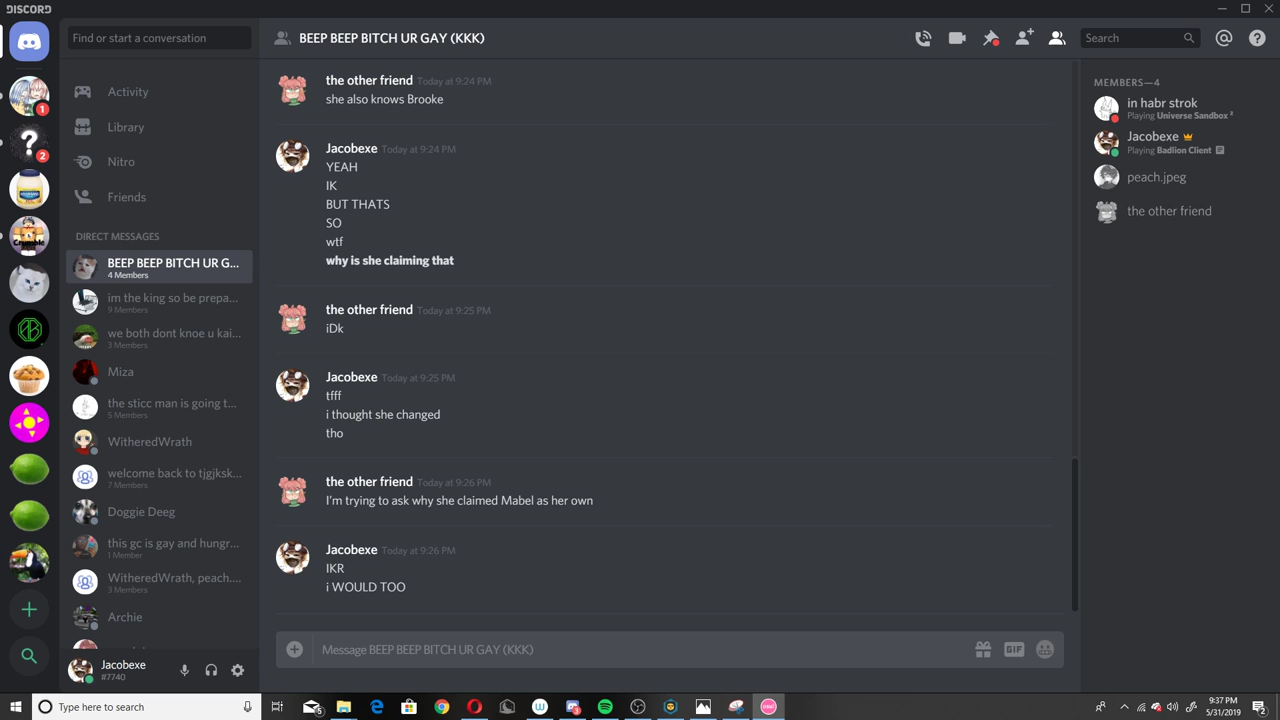 DISCORD
Find or start a conversation
Activity
Library
Nitro
Friends
DIRECT MESSAGES
BEEP BEEP BITCH UR G...
4 Members
im the king so be prepa...
9 Members
we both dont knoe u kai...
3 Members
Miza
the sticc man is going t...
5 Members
WitheredWrath
welcome back to tjgjksk...
7 Members
Doggie Deeg
this gc is gay and hungr...
1 Member
WitheredWrath, peach....
3 Members
Archie
Jacobexe
#7740
BEEP BEEP BITCH UR GAY (KKK)
Search
the other friend Today at 9:24 PM
she also knows Brooke
Jacobexe Today at 9:24 PM
YEAH
IK
BUT THATS
SO
wtf
why is she claiming that
the other friend Today at 9:25 PM
iDk
Jacobexe Today at 9:25 PM
tfff
i thought she changed
tho
the other friend Today at 9:26 PM
I'm trying to ask why she claimed Mabel as her own
Jacobexe Today at 9:26 PM
IKR
i WOULD TOO
Message BEEP BEEP BITCH UR GAY (KKK)
GIF
MEMBERS—4
in habr strok
Playing Universe Sandbox ²
Jacobexe
Playing Badlion Client
peach.jpeg
the other friend
1
2
Crumble
Type here to search
9:37 PM
5/31/2019